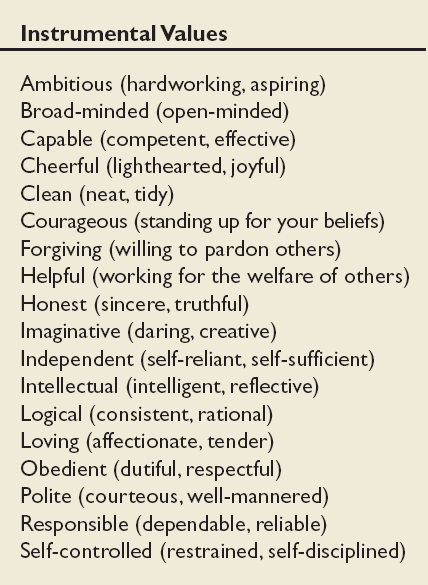 Instrumental Values
Ambitious (hardworking, aspiring)
Broad-minded (open-minded)
Capable (competent, effective)
Cheerful (lighthearted, joyful)
Clean (neat, tidy)
Courageous (standing up for your beliefs)
Forgiving (willing to pardon others)
Helpful (working for the welfare of others)
Honest (sincere, truthful)
Imaginative (daring, creative)
Independent (self-reliant, self-sufficient)
Intellectual (intelligent, reflective)
Logical (consistent, rational)
Loving (affectionate, tender)
Obedient (dutiful, respectful)
Polite (courteous, well-mannered)
Responsible (dependable, reliable)
Self-controlled (restrained, self-disciplined)